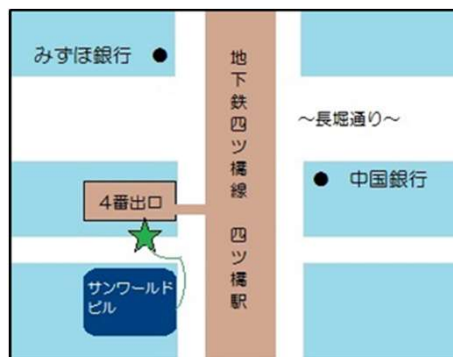 みずほ銀行
地下鉄四ツ橋線 四ツ橋駅
～長堀通り～
中国銀行
4番出口
サンワールド
ビル